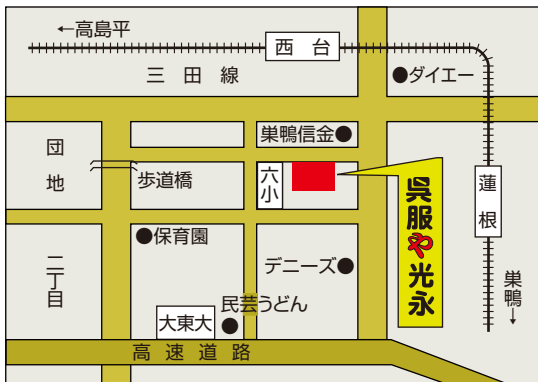 ←高島平
西台
三田線
●ダイエー
巣鴨信金●
団地
歩道橋
六小
蓮根
呉服や光永
●保育園
デニーズ●
二丁目
巣鴨→
民芸うどん
●
大東大
高速道路